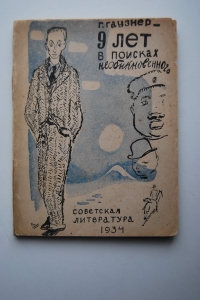 Г. ГАУЗНЕР —
9 ЛЕТ
В ПОИСКАХ
НЕОБЫКНОВЕННОГО
СОВЕТСКАЯ
ЛИТЕРАТУРА
1934